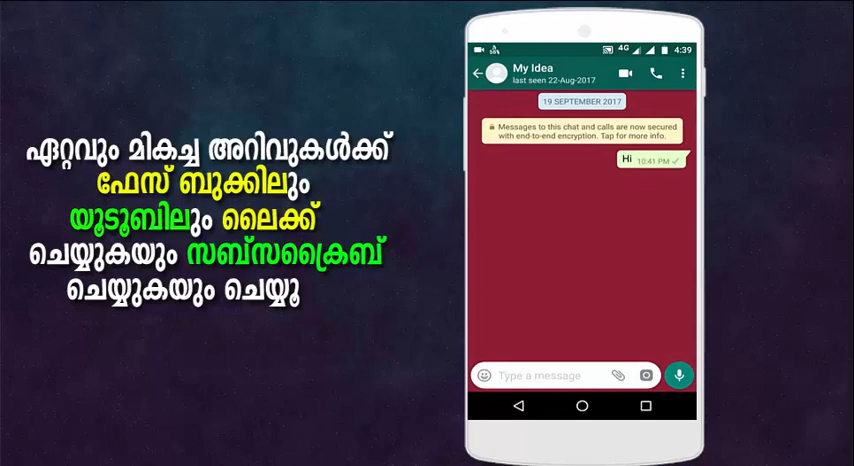 ഏറ്റവും മികച്ച അറിവുകൾക്ക്
ഫേസ് ബുക്കിലും
യൂടൂബിലും ലൈക്ക്
ചെയ്യുകയും സബ്സക്രൈബ്
ചെയ്യുകയും ചെയ്യൂ
56%
4G
4:39
My Idea
last seen 22-Aug-2017
19 SEPTEMBER 2017
Messages to this chat and calls are now secured
with end-to-end encryption. Tap for more info.
Hi 10:41 PM
Type a message